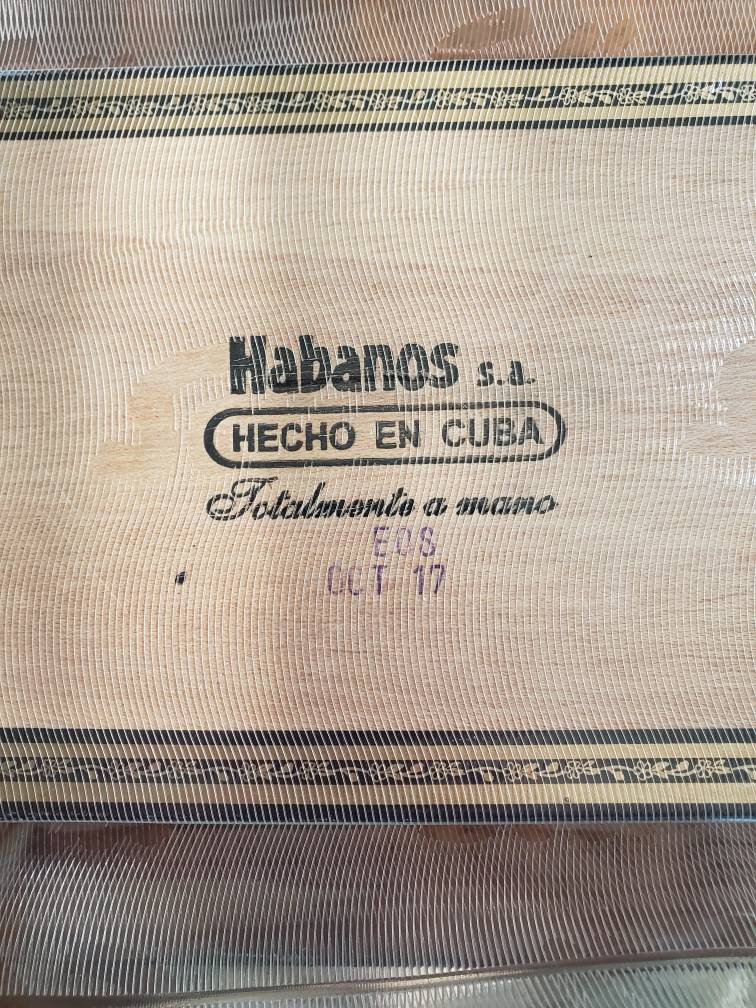 Habanos s.a.
HECHO EN CUBA
Totalmente a mano
EOS
OCT 17